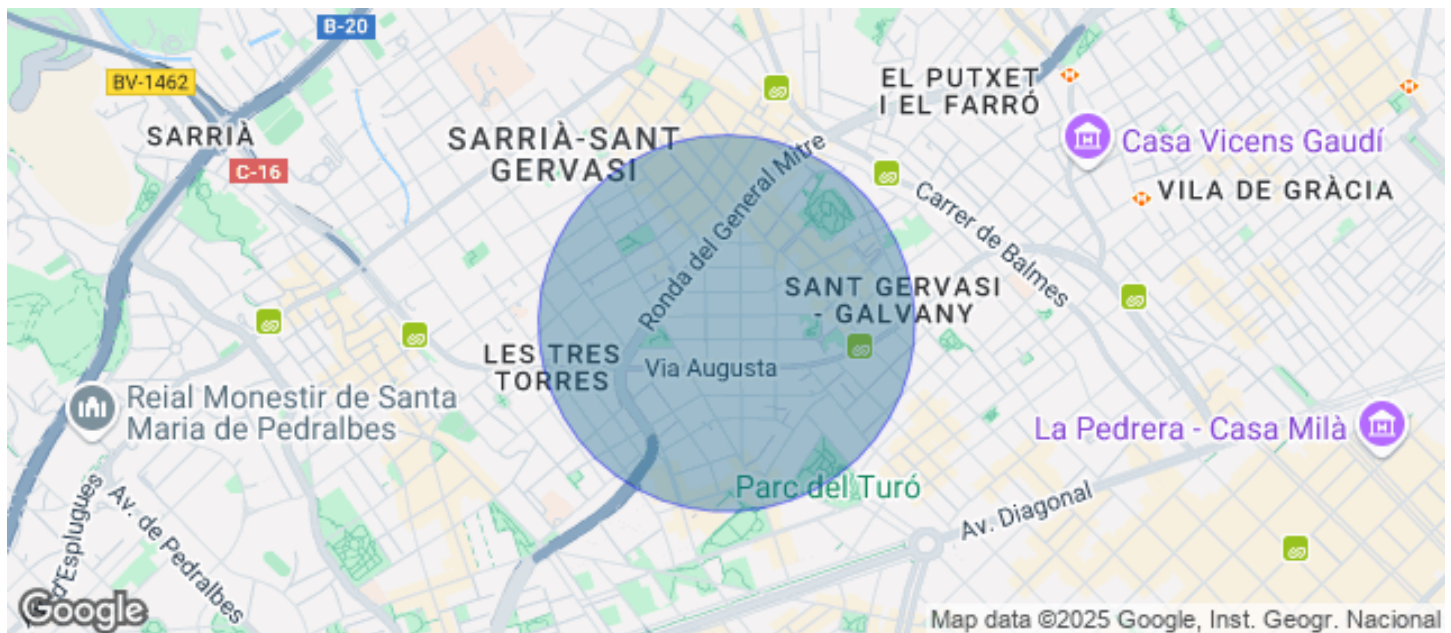 B-20
BV-1462
EL PUTXET
I EL FARRÓ
SARRIÀ
SARRIÀ-SANT
GERVASI
Casa Vicens Gaudí
C-16
VILA DE GRÀCIA
Ronda del General Mitre
Carrer de Balmes
SANT GERVASI
- GALVANY
LES TRES
TORRES
Via Augusta
Reial Monestir de Santa
Maria de Pedralbes
La Pedrera - Casa Milà
Parc del Turó
Av. Diagonal
d'Esplugues
Av. de Pedralbes
Google
Map data ©2025 Google, Inst. Geogr. Nacional